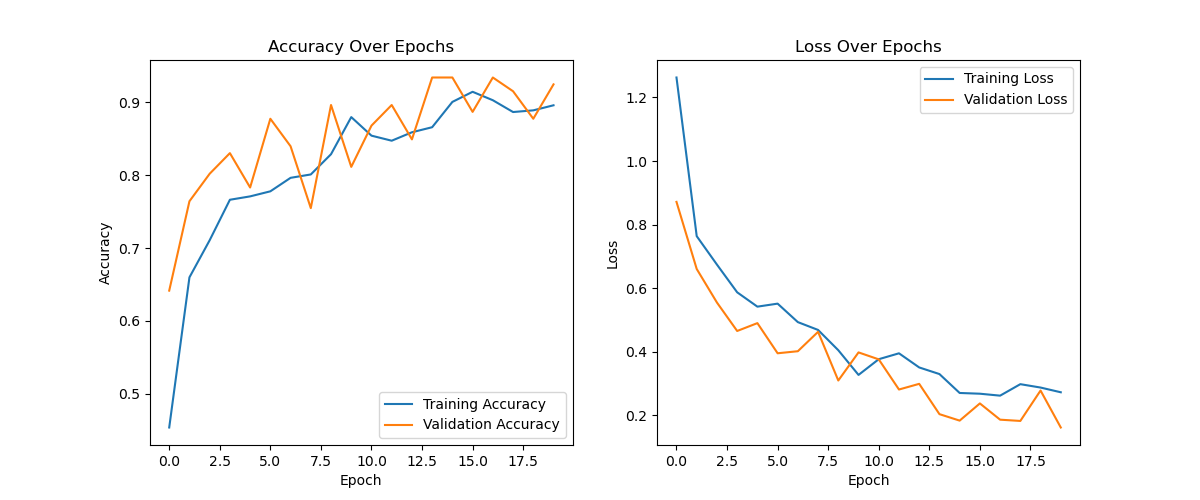 Accuracy Over Epochs
Accuracy
0.9
0.8
0.7
0.6
0.5
Training Accuracy
Validation Accuracy
0.0 2.5 5.0 7.5 10.0 12.5 15.0 17.5
Epoch
Loss Over Epochs
Loss
1.2
1.0
0.8
0.6
0.4
0.2
Training Loss
Validation Loss
0.0 2.5 5.0 7.5 10.0 12.5 15.0 17.5
Epoch